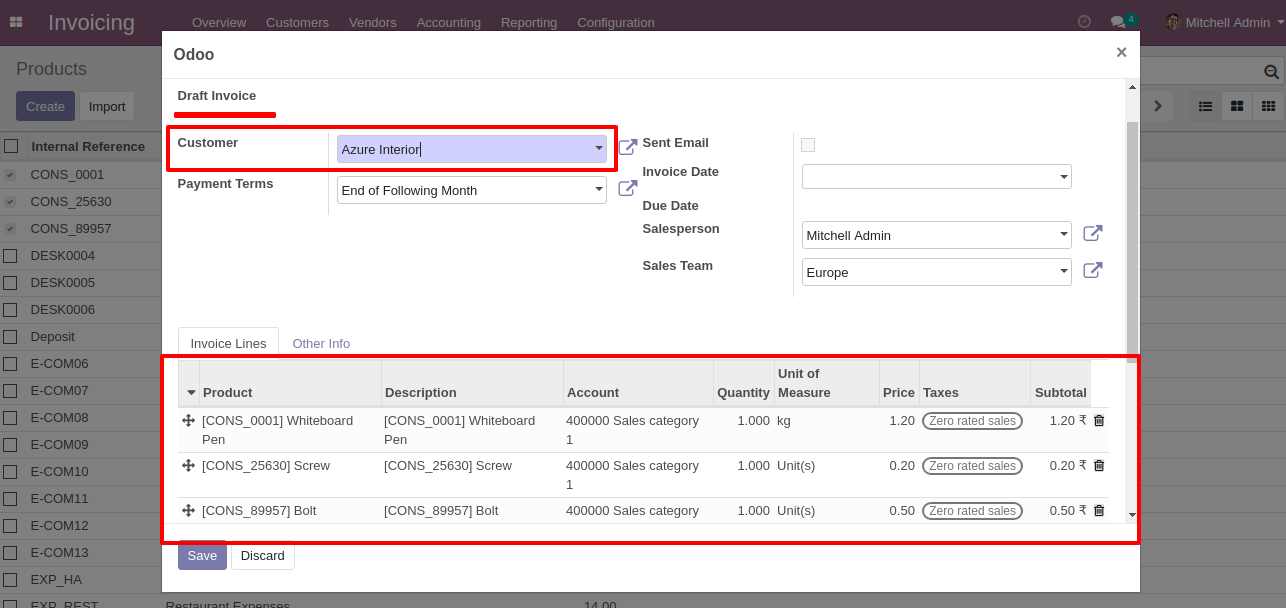 Invoicing Overview Customers Vendors Accounting Reporting Configuration 4 Mitchell Admin
Products
Create Import
Internal Reference
CONS_0001
CONS_25630
CONS_89957
DESK0004
DESK0005
DESK0006
Deposit
E-COM06
E-COM07
E-COM08
E-COM09
E-COM10
E-COM11
E-COM12
E-COM13
EXP_HA
EXP_REST Restaurant Expenses 14.00
Odoo ×
Draft Invoice
Customer Azure Interior
Payment Terms End of Following Month
Sent Email
Invoice Date
Due Date
Salesperson Mitchell Admin
Sales Team Europe
Invoice Lines Other Info
Product Description Account Quantity Unit of Measure Price Taxes Subtotal
[CONS_0001] Whiteboard Pen [CONS_0001] Whiteboard Pen 400000 Sales category 1 1.000 kg 1.20 Zero rated sales 1.20 ₹
[CONS_25630] Screw [CONS_25630] Screw 400000 Sales category 1 1.000 Unit(s) 0.20 Zero rated sales 0.20 ₹
[CONS_89957] Bolt [CONS_89957] Bolt 400000 Sales category 1.000 Unit(s) 0.50 Zero rated sales 0.50 ₹
Save Discard